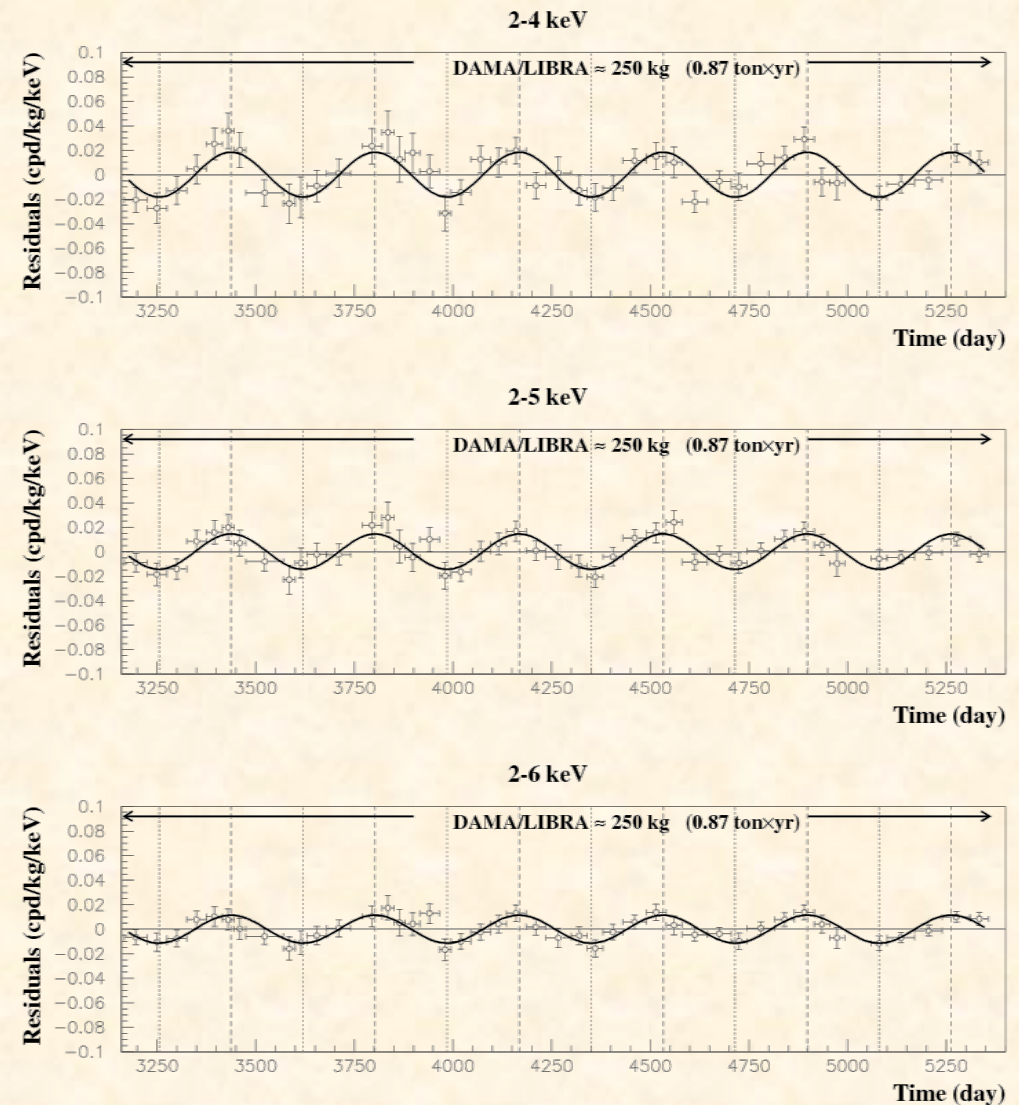 2-4 keV
Residuals (cpd/kg/keV)
0.1
0.08
0.06
0.04
0.02
0
−0.02
−0.04
−0.06
−0.08
−0.1
DAMA/LIBRA ≈ 250 kg (0.87 ton×yr)
3250 3500 3750 4000 4250 4500 4750 5000 5250
Time (day)
2-5 keV
Residuals (cpd/kg/keV)
0.1
0.08
0.06
0.04
0.02
0
−0.02
−0.04
−0.06
−0.08
−0.1
DAMA/LIBRA ≈ 250 kg (0.87 ton×yr)
3250 3500 3750 4000 4250 4500 4750 5000 5250
Time (day)
2-6 keV
Residuals (cpd/kg/keV)
0.1
0.08
0.06
0.04
0.02
0
−0.02
−0.04
−0.06
−0.08
−0.1
DAMA/LIBRA ≈ 250 kg (0.87 ton×yr)
3250 3500 3750 4000 4250 4500 4750 5000 5250
Time (day)